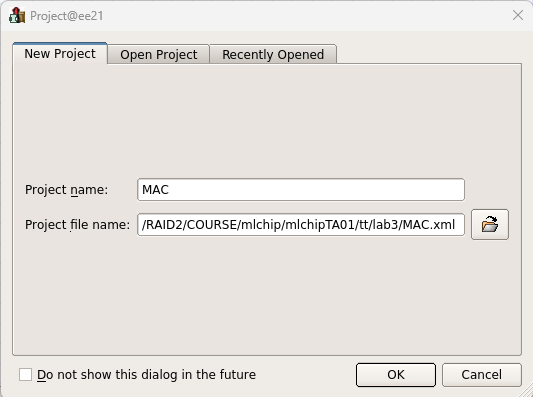 Project@ee21
New Project Open Project Recently Opened
Project name: MAC
Project file name: /RAID2/COURSE/mlchip/mlchipTA01/tt/lab3/MAC.xml
Do not show this dialog in the future OK Cancel